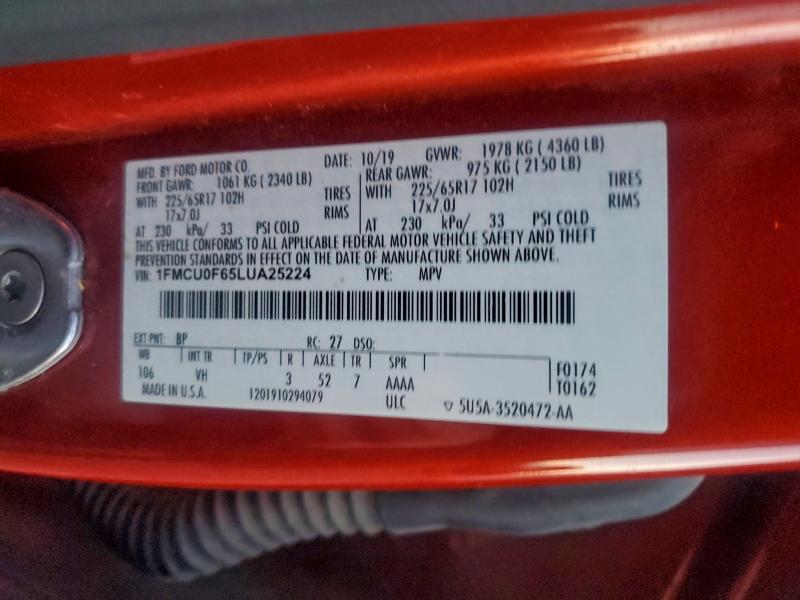 MFD. BY FORD MOTOR CO. DATE: 10/19 GVWR: 1978 KG ( 4360 LB)
FRONT GAWR: 1061 KG ( 2340 LB) REAR GAWR: 975 KG ( 2150 LB)
WITH 225/65R17 102H TIRES WITH 225/65R17 102H TIRES
17x7.0J RIMS 17x7.0J RIMS
AT 230 kPa/ 33 PSI COLD AT 230 kPa/ 33 PSI COLD
THIS VEHICLE CONFORMS TO ALL APPLICABLE FEDERAL MOTOR VEHICLE SAFETY AND THEFT
PREVENTION STANDARDS IN EFFECT ON THE DATE OF MANUFACTURE SHOWN ABOVE.
VIN: 1FMCU0F65LUA25224 TYPE: MPV
EXT PNT: BP RC: 27 DSO:
WB INT TR TP/PS R AXLE TR SPR
106 VH 3 52 7 AAAA F0174
T0162
MADE IN U.S.A. 1201910294079 ULC 5U5A-3520472-AA